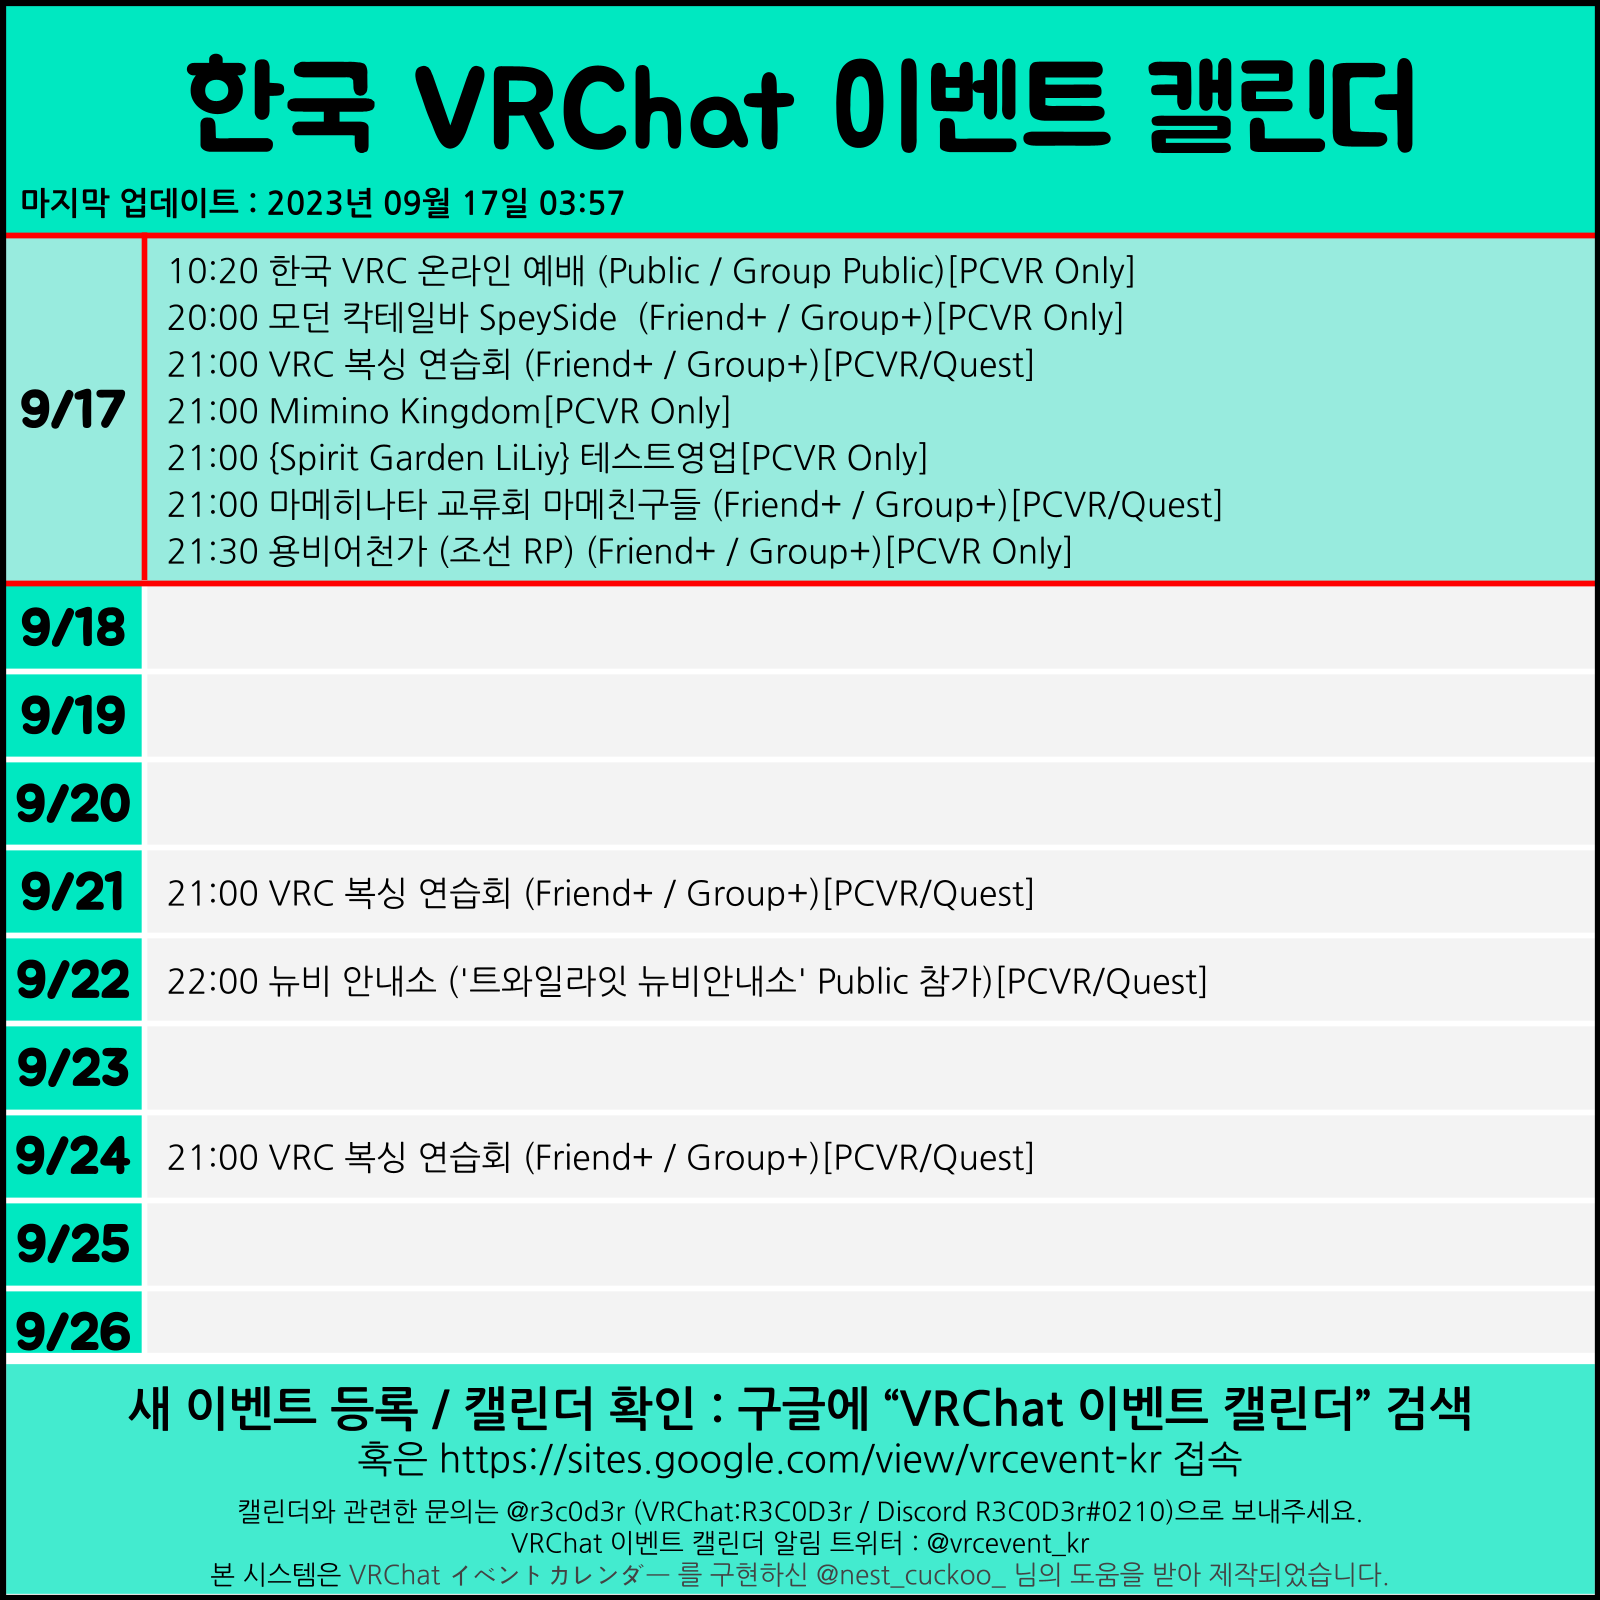 한국 VRChat 이벤트 캘린더
마지막 업데이트 : 2023년 09월 17일 03:57
9/17
10:20 한국 VRC 온라인 예배 (Public / Group Public)[PCVR Only]
20:00 모던 칵테일바 SpeySide  (Friend+ / Group+)[PCVR Only]
21:00 VRC 복싱 연습회 (Friend+ / Group+)[PCVR/Quest]
21:00 Mimino Kingdom[PCVR Only]
21:00 {Spirit Garden LiLiy} 테스트영업[PCVR Only]
21:00 마메히나타 교류회 마메친구들 (Friend+ / Group+)[PCVR/Quest]
21:30 용비어천가 (조선 RP) (Friend+ / Group+)[PCVR Only]
9/18
9/19
9/20
9/21
21:00 VRC 복싱 연습회 (Friend+ / Group+)[PCVR/Quest]
9/22
22:00 뉴비 안내소 ('트와일라잇 뉴비안내소' Public 참가)[PCVR/Quest]
9/23
9/24
21:00 VRC 복싱 연습회 (Friend+ / Group+)[PCVR/Quest]
9/25
9/26
새 이벤트 등록 / 캘린더 확인 : 구글에 “VRChat 이벤트 캘린더” 검색
혹은 https://sites.google.com/view/vrcevent-kr 접속
캘린더와 관련한 문의는 @r3c0d3r (VRChat:R3C0D3r / Discord R3C0D3r#0210)으로 보내주세요.
VRChat 이벤트 캘린더 알림 트위터 : @vrcevent_kr
본 시스템은 VRChat イベントカレンダー 를 구현하신 @nest_cuckoo_ 님의 도움을 받아 제작되었습니다.